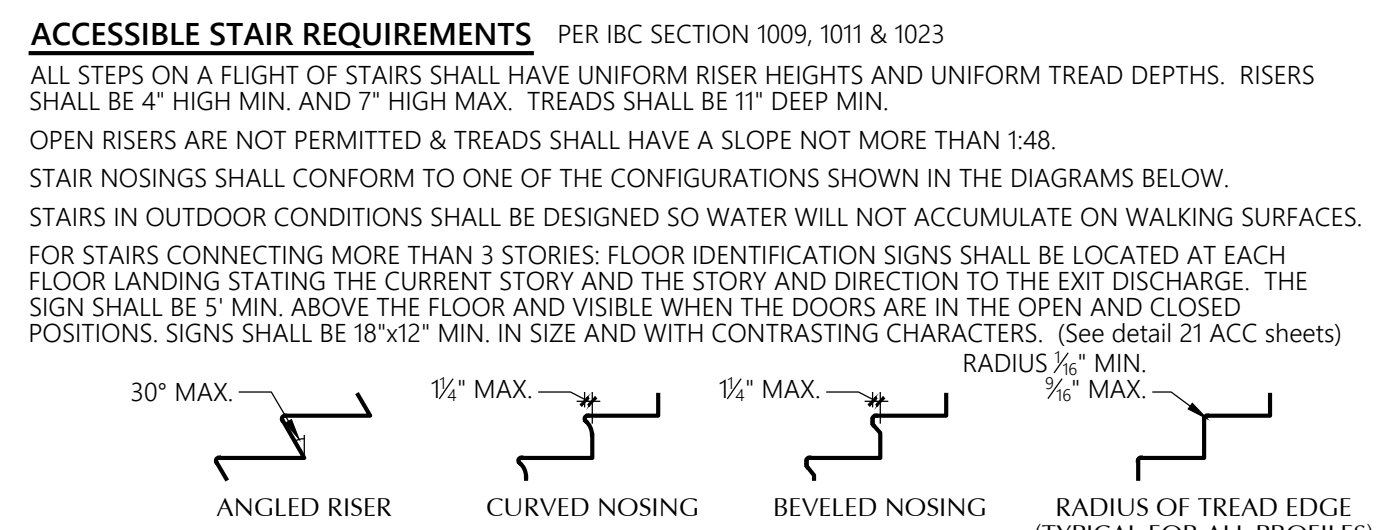 ACCESSIBLE STAIR REQUIREMENTS PER IBC SECTION 1009, 1011 & 1023
ALL STEPS ON A FLIGHT OF STAIRS SHALL HAVE UNIFORM RISER HEIGHTS AND UNIFORM TREAD DEPTHS. RISERS
SHALL BE 4" HIGH MIN. AND 7" HIGH MAX. TREADS SHALL BE 11" DEEP MIN.
OPEN RISERS ARE NOT PERMITTED & TREADS SHALL HAVE A SLOPE NOT MORE THAN 1:48.
STAIR NOSINGS SHALL CONFORM TO ONE OF THE CONFIGURATIONS SHOWN IN THE DIAGRAMS BELOW.
STAIRS IN OUTDOOR CONDITIONS SHALL BE DESIGNED SO WATER WILL NOT ACCUMULATE ON WALKING SURFACES.
FOR STAIRS CONNECTING MORE THAN 3 STORIES: FLOOR IDENTIFICATION SIGNS SHALL BE LOCATED AT EACH
FLOOR LANDING STATING THE CURRENT STORY AND THE STORY AND DIRECTION TO THE EXIT DISCHARGE. THE
SIGN SHALL BE 5' MIN. ABOVE THE FLOOR AND VISIBLE WHEN THE DOORS ARE IN THE OPEN AND CLOSED
POSITIONS. SIGNS SHALL BE 18"x12" MIN. IN SIZE AND WITH CONTRASTING CHARACTERS. (See detail 21 ACC sheets)
RADIUS 1/16" MIN.
30° MAX. 1 1/4" MAX. 1 1/4" MAX. 9/16" MAX.
ANGLED RISER CURVED NOSING BEVELED NOSING RADIUS OF TREAD EDGE
(TYPICAL FOR ALL PROFILES)